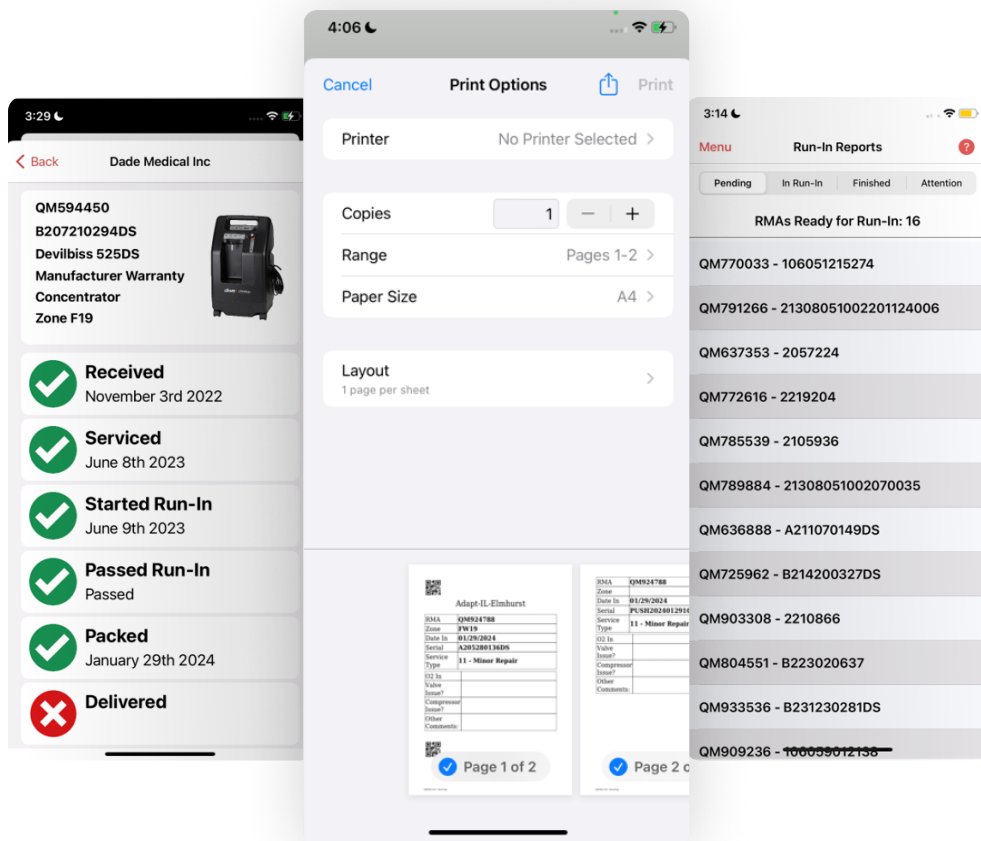 3:29
Back
Dade Medical Inc
QM594450
B207210294DS
Devilbiss 525DS
Manufacturer Warranty
Concentrator
Zone F19
Received
November 3rd 2022
Serviced
June 8th 2023
Started Run-In
June 9th 2023
Passed Run-In
Passed
Packed
January 29th 2024
Delivered
4:06
Cancel
Print Options
Print
Printer
No Printer Selected
Copies
1
Range
Pages 1-2
Paper Size
A4
Layout
1 page per sheet
Adapt-IL-Elmhurst
RMA QM924788
Zone FW19
Date In 01/29/2024
Serial A205280136DS
Service
Type
11 - Minor Repair
O2 In
Valve
Issue?
Compressor
Issue?
Other
Comments:
Page 1 of 2
RMA QM924788
Zone
Date In 01/29/2024
Serial PUSH202401291
Service
Type
11 - Minor Repair
O2 In
Valve
Issue?
Compressor
Issue?
Other
Comments:
Page 2 o
3:14
Menu
Run-In Reports
?
Pending
In Run-In
Finished
Attention
RMAs Ready for Run-In: 16
QM770033 - 106051215274
QM791266 - 21308051002201124006
QM637353 - 2057224
QM772616 - 2219204
QM785539 - 2105936
QM789884 - 21308051002070035
QM636888 - A211070149DS
QM725962 - B214200327DS
QM903308 - 2210866
QM804551 - B223020637
QM933536 - B231230281DS
QM909236 - 106059012138